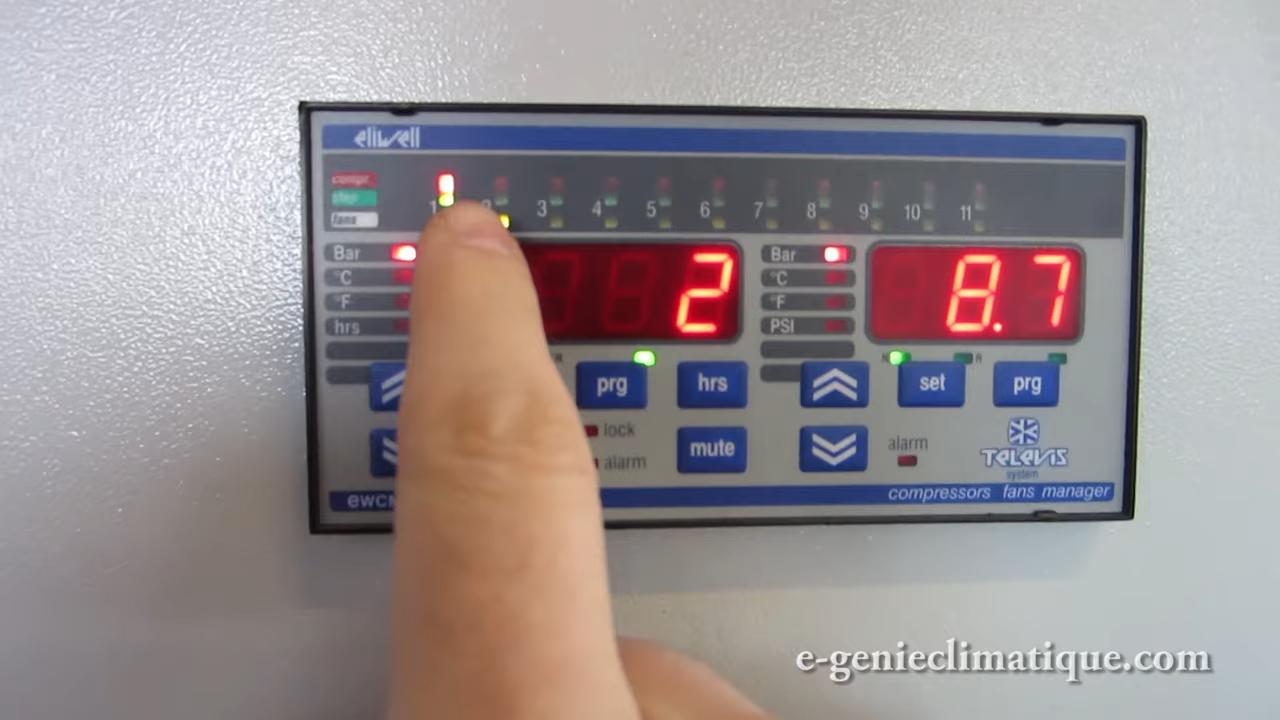 eliwell
compr.
step
fans
1 2 3 4 5 6 7 8 9 10 11
Bar
°C
°F
hrs
2
Bar
°C
°F
PSI
8.7
prg
hrs
set
prg
lock
alarm
mute
alarm
TELEVIS
system
compressors fans manager
e-genieclimatique.com